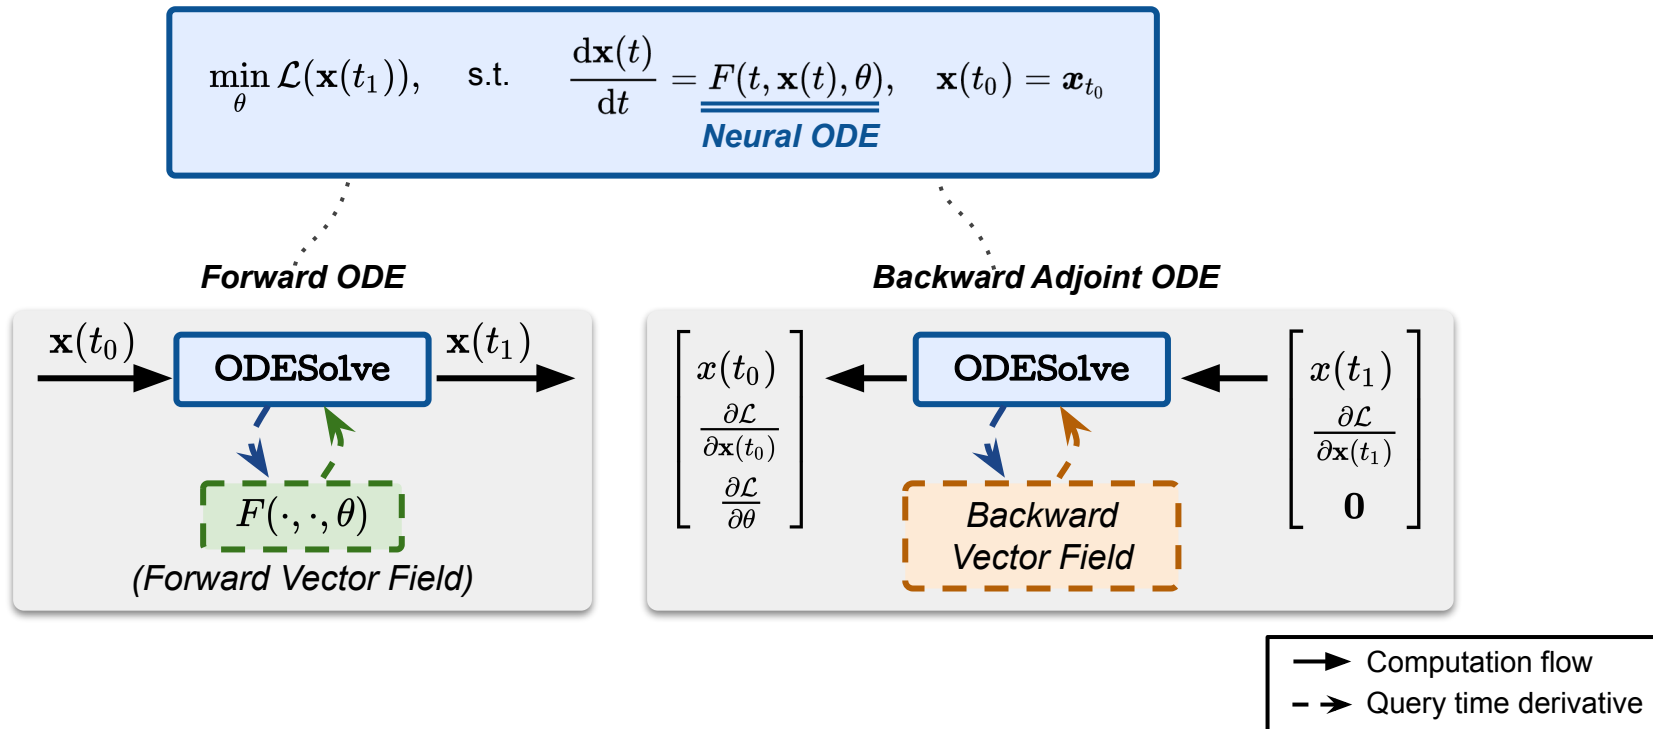 min_θ 𝓛(𝐱(t₁)), s.t. d𝐱(t)/dt = F(t, 𝐱(t), θ), 𝐱(t₀) = 𝒙_{t₀}
Neural ODE
Forward ODE
𝐱(t₀)
ODESolve
𝐱(t₁)
F(·, ·, θ)
(Forward Vector Field)
Backward Adjoint ODE
x(t₀)
∂𝓛/∂𝐱(t₀)
∂𝓛/∂θ
ODESolve
Backward
Vector Field
x(t₁)
∂𝓛/∂𝐱(t₁)
𝟎
Computation flow
Query time derivative